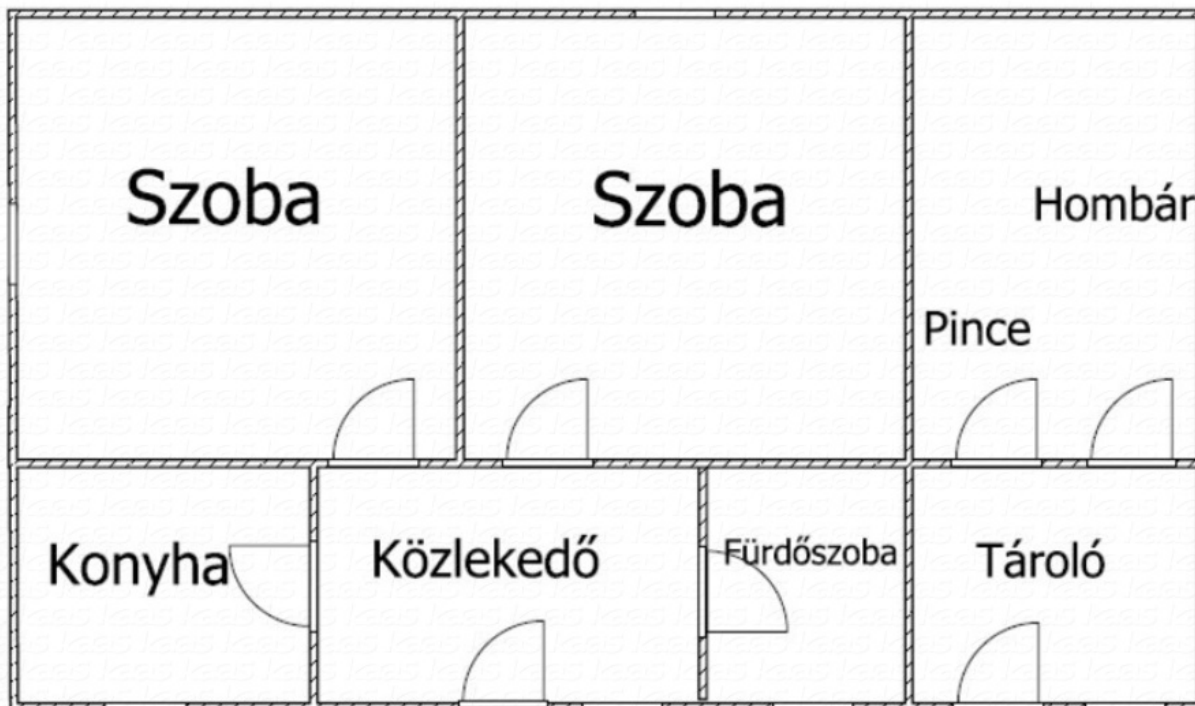 Szoba
Szoba
Hombár
Pince
Konyha
Közlekedő
Fürdőszoba
Tároló